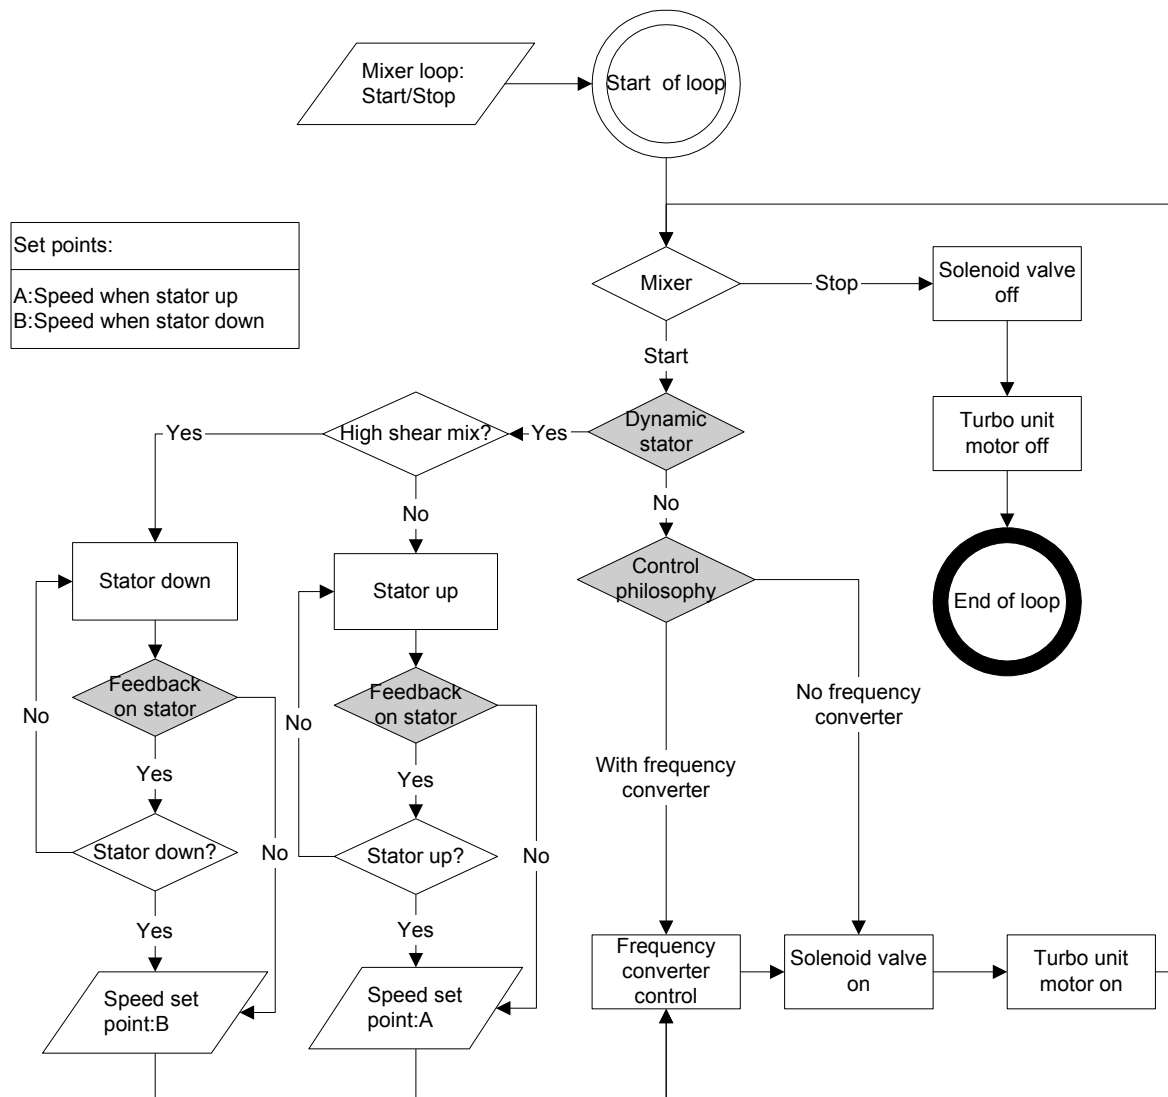 Mixer loop:
Start/Stop
Start  of loop
Set points:
A:Speed when stator up
B:Speed when stator down
Mixer
Stop
Solenoid valve
off
Start
Turbo unit
motor off
Dynamic
stator
Yes
High shear mix?
Yes
No
No
End of loop
Control
philosophy
Stator down
Stator up
Feedback
on stator
Feedback
on stator
No
No
No frequency
converter
With frequency
converter
Yes
Yes
Stator down?
No
Stator up?
No
Yes
Yes
Frequency
converter
control
Solenoid valve
on
Turbo unit
motor on
Speed set
point:B
Speed set
point:A